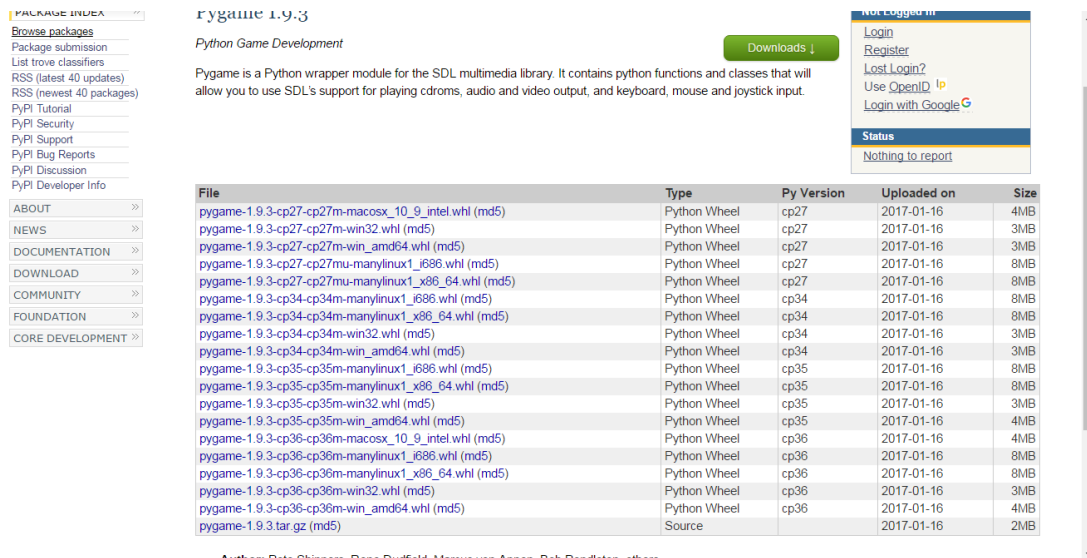 PACKAGE INDEX »
Browse packages
Package submission
List trove classifiers
RSS (latest 40 updates)
RSS (newest 40 packages)
PyPI Tutorial
PyPI Security
PyPI Support
PyPI Bug Reports
PyPI Discussion
PyPI Developer Info
ABOUT »
NEWS »
DOCUMENTATION »
DOWNLOAD »
COMMUNITY »
FOUNDATION »
CORE DEVELOPMENT »
Pygame 1.9.3
Python Game Development
Downloads ↓
Pygame is a Python wrapper module for the SDL multimedia library. It contains python functions and classes that will
allow you to use SDL's support for playing cdroms, audio and video output, and keyboard, mouse and joystick input.
Not Logged In
Login
Register
Lost Login?
Use OpenID lp
Login with Google G
Status
Nothing to report
File Type Py Version Uploaded on Size
pygame-1.9.3-cp27-cp27m-macosx_10_9_intel.whl (md5) Python Wheel cp27 2017-01-16 4MB
pygame-1.9.3-cp27-cp27m-win32.whl (md5) Python Wheel cp27 2017-01-16 3MB
pygame-1.9.3-cp27-cp27m-win_amd64.whl (md5) Python Wheel cp27 2017-01-16 3MB
pygame-1.9.3-cp27-cp27mu-manylinux1_i686.whl (md5) Python Wheel cp27 2017-01-16 8MB
pygame-1.9.3-cp27-cp27mu-manylinux1_x86_64.whl (md5) Python Wheel cp27 2017-01-16 8MB
pygame-1.9.3-cp34-cp34m-manylinux1_i686.whl (md5) Python Wheel cp34 2017-01-16 8MB
pygame-1.9.3-cp34-cp34m-manylinux1_x86_64.whl (md5) Python Wheel cp34 2017-01-16 8MB
pygame-1.9.3-cp34-cp34m-win32.whl (md5) Python Wheel cp34 2017-01-16 3MB
pygame-1.9.3-cp34-cp34m-win_amd64.whl (md5) Python Wheel cp34 2017-01-16 3MB
pygame-1.9.3-cp35-cp35m-manylinux1_i686.whl (md5) Python Wheel cp35 2017-01-16 8MB
pygame-1.9.3-cp35-cp35m-manylinux1_x86_64.whl (md5) Python Wheel cp35 2017-01-16 8MB
pygame-1.9.3-cp35-cp35m-win32.whl (md5) Python Wheel cp35 2017-01-16 3MB
pygame-1.9.3-cp35-cp35m-win_amd64.whl (md5) Python Wheel cp35 2017-01-16 4MB
pygame-1.9.3-cp36-cp36m-macosx_10_9_intel.whl (md5) Python Wheel cp36 2017-01-16 4MB
pygame-1.9.3-cp36-cp36m-manylinux1_i686.whl (md5) Python Wheel cp36 2017-01-16 8MB
pygame-1.9.3-cp36-cp36m-manylinux1_x86_64.whl (md5) Python Wheel cp36 2017-01-16 8MB
pygame-1.9.3-cp36-cp36m-win32.whl (md5) Python Wheel cp36 2017-01-16 3MB
pygame-1.9.3-cp36-cp36m-win_amd64.whl (md5) Python Wheel cp36 2017-01-16 4MB
pygame-1.9.3.tar.gz (md5) Source 2017-01-16 2MB